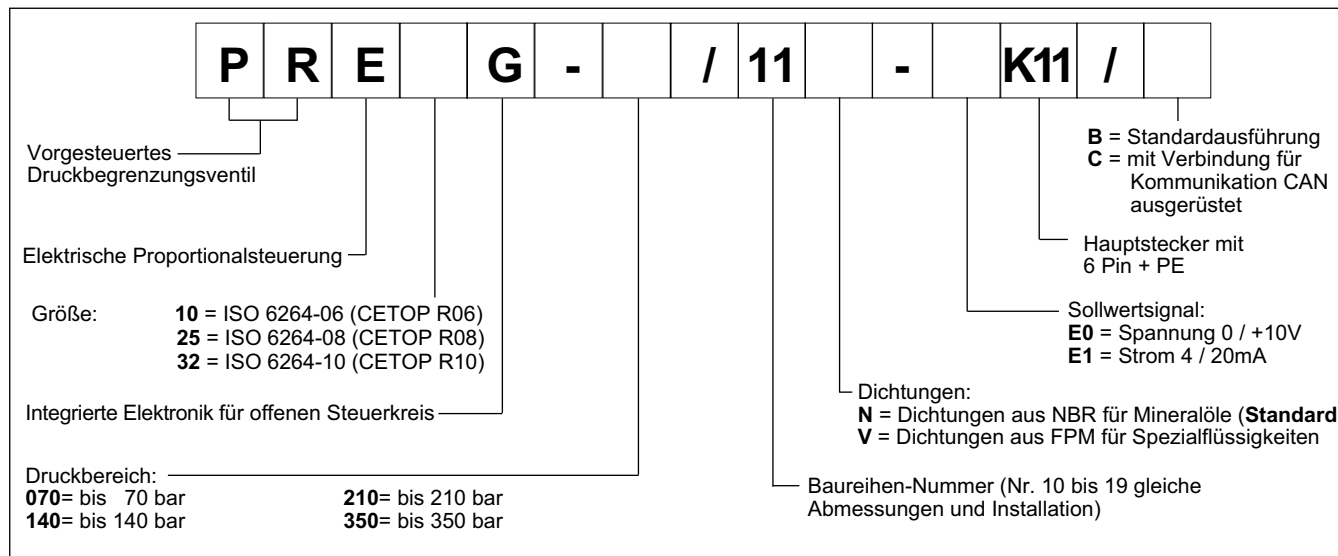 P R E G - / 11 - K11 /
Vorgesteuertes
Druckbegrenzungsventil
Elektrische Proportionalsteuerung
Größe:
10 = ISO 6264-06 (CETOP R06)
25 = ISO 6264-08 (CETOP R08)
32 = ISO 6264-10 (CETOP R10)
Integrierte Elektronik für offenen Steuerkreis
Druckbereich:
070= bis 70 bar
140= bis 140 bar
210= bis 210 bar
350= bis 350 bar
B = Standardausführung
C = mit Verbindung für
Kommunikation CAN
ausgerüstet
Hauptstecker mit
6 Pin + PE
Sollwertsignal:
E0 = Spannung 0 / +10V
E1 = Strom 4 / 20mA
Dichtungen:
N = Dichtungen aus NBR für Mineralöle (Standard
V = Dichtungen aus FPM für Spezialflüssigkeiten
Baureihen-Nummer (Nr. 10 bis 19 gleiche
Abmessungen und Installation)